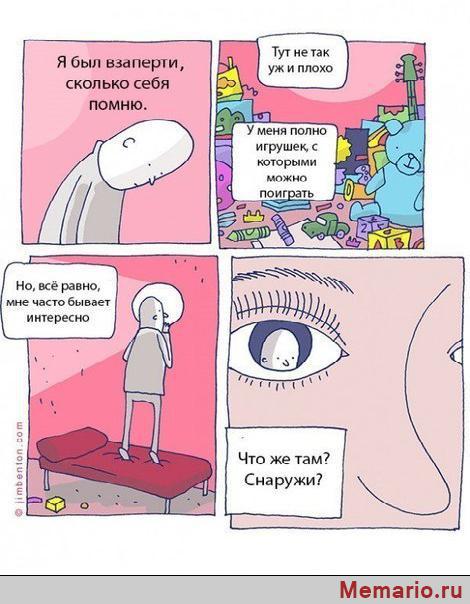 Я был взаперти,
сколько себя
помню.
Тут не так
уж и плохо
У меня полно
игрушек, с
которыми
можно
поиграть
Но, всё равно,
мне часто бывает
интересно
Что же там?
Снаружи?
© jimbenton.com
Memario.ru